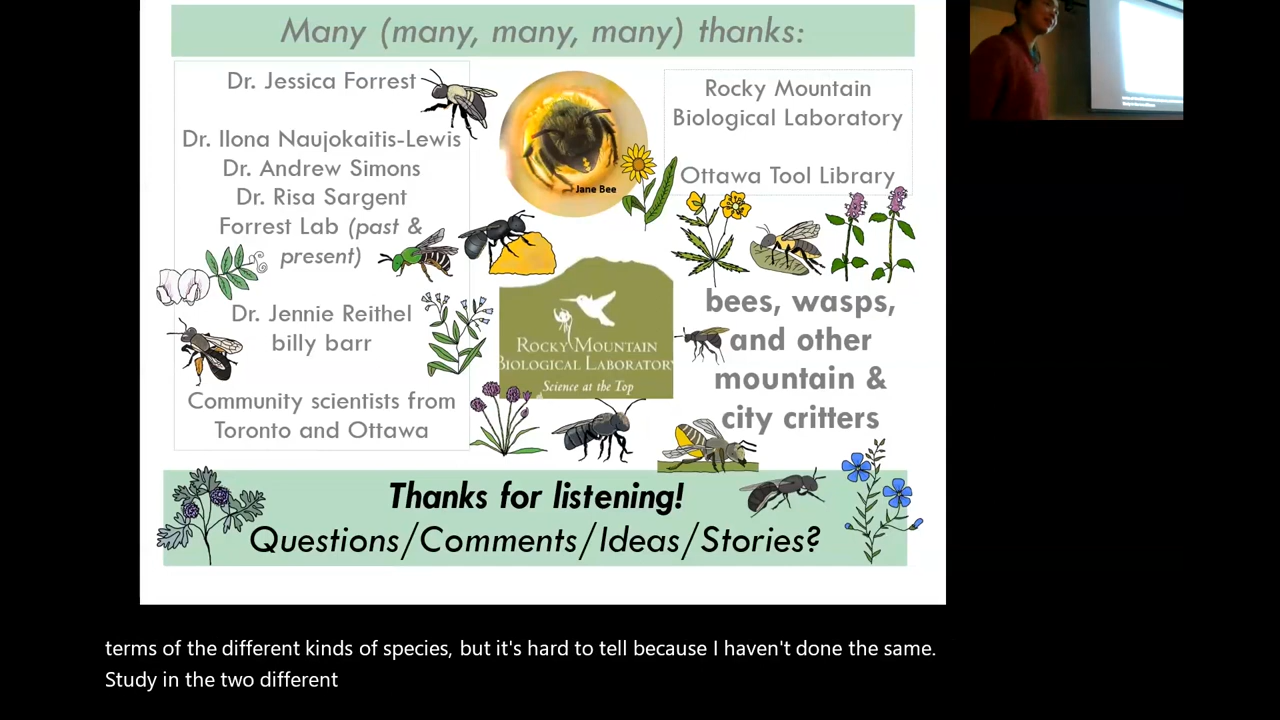 Many (many, many, many) thanks:
Dr. Jessica Forrest
Dr. Ilona Naujokaitis-Lewis
Dr. Andrew Simons
Dr. Risa Sargent
Forrest Lab (past &
present)
Dr. Jennie Reithel
billy barr
Community scientists from
Toronto and Ottawa
Jane Bee
ROCKY MOUNTAIN
BIOLOGICAL LABORATORY
Science at the Top
Rocky Mountain
Biological Laboratory
Ottawa Tool Library
bees, wasps,
and other
mountain &
city critters
Thanks for listening!
Questions/Comments/Ideas/Stories?
terms of the different kinds of species, but it's hard to tell because I haven't done the same.
Study in the two different